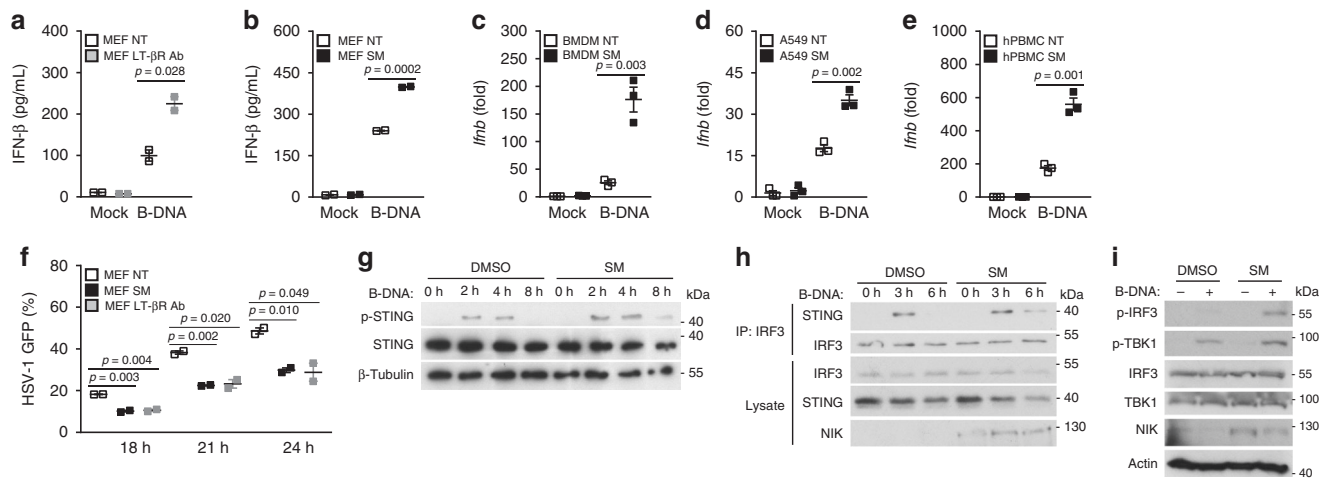 a
400
300
200
100
0
IFN-β (pg/mL)
MEF NT
MEF LT-βR Ab
p = 0.028
Mock B-DNA
b
600
450
300
150
0
IFN-β (pg/mL)
MEF NT
MEF SM
p = 0.0002
Mock B-DNA
c
300
250
200
150
100
50
0
Ifnb (fold)
BMDM NT
BMDM SM
p = 0.003
Mock B-DNA
d
60
45
30
15
0
Ifnb (fold)
A549 NT
A549 SM
p = 0.002
Mock B-DNA
e
1000
800
600
400
200
0
Ifnb (fold)
hPBMC NT
hPBMC SM
p = 0.001
Mock B-DNA
f
80
60
40
20
0
HSV-1 GFP (%)
MEF NT
MEF SM
MEF LT-βR Ab
p = 0.004
p = 0.003
p = 0.020
p = 0.002
p = 0.049
p = 0.010
18 h 21 h 24 h
g
DMSO SM
B-DNA: 0 h 2 h 4 h 8 h 0 h 2 h 4 h 8 h kDa
p-STING
- 40
STING
- 40
β-Tubulin - 55
h
DMSO SM
B-DNA: 0 h 3 h 6 h 0 h 3 h 6 h kDa
IP: IRF3
STING - 40
55
IRF3
Lysate
IRF3 55
STING - 40
NIK - 130
i
DMSO SM
B-DNA: – + – + kDa
p-IRF3 - 55
p-TBK1 - 100
IRF3 - 55
TBK1 - 100
NIK - 130
Actin
- 40